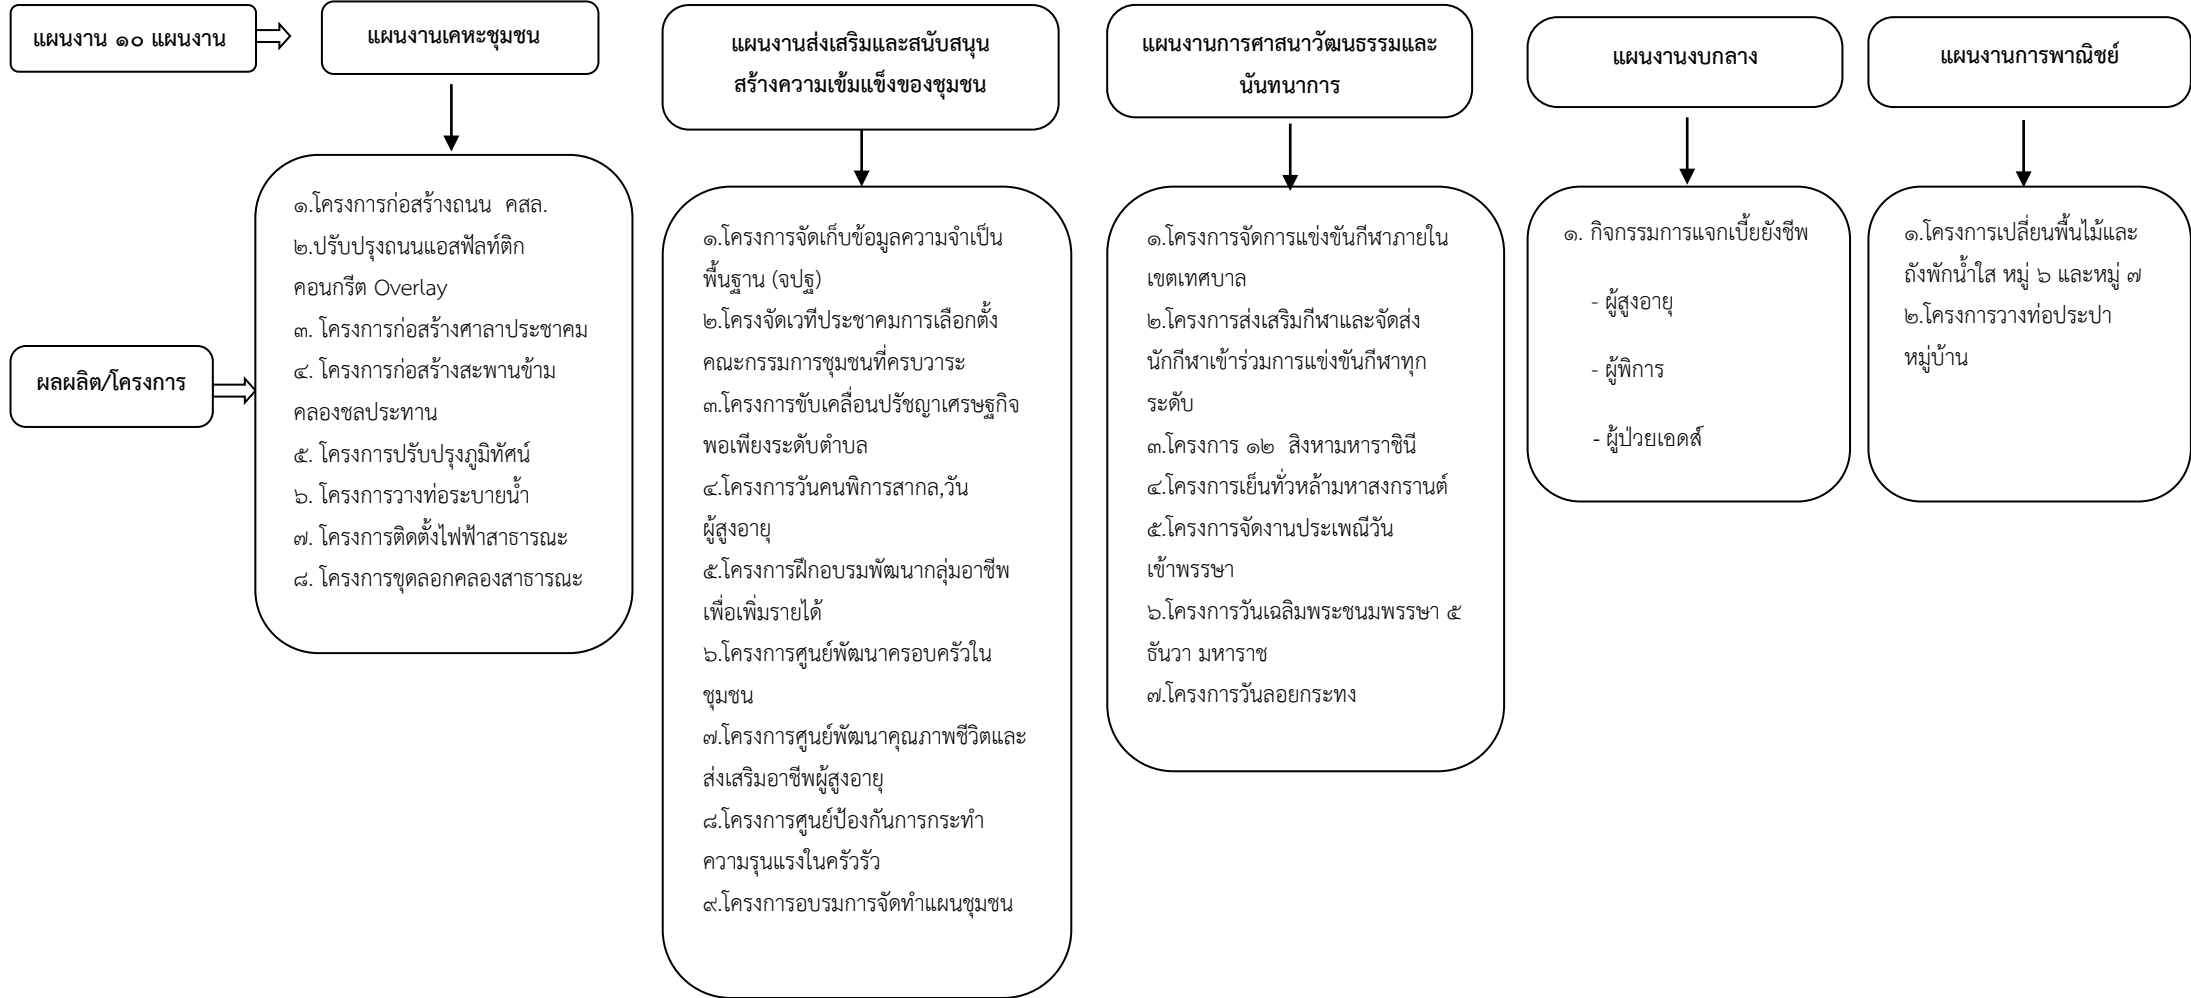 แผนงาน ๑๐ แผนงาน
แผนงานเคหะชุมชน
แผนงานส่งเสริมและสนับสนุน
สร้างความเข้มแข็งของชุมชน
แผนงานการศาสนาวัฒนธรรมและ
นันทนาการ
แผนงานงบกลาง
แผนงานการพาณิชย์
ผลผลิต/โครงการ
๑.โครงการก่อสร้างถนน คสล.
๒.ปรับปรุงถนนแอสฟัลท์ติก
คอนกรีต Overlay
๓. โครงการก่อสร้างศาลาประชาคม
๔. โครงการก่อสร้างสะพานข้าม
คลองชลประทาน
๕. โครงการปรับปรุงภูมิทัศน์
๖. โครงการวางท่อระบายน้ำ
๗. โครงการติดตั้งไฟฟ้าสาธารณะ
๘. โครงการขุดลอกคลองสาธารณะ
๑.โครงการจัดเก็บข้อมูลความจำเป็น
พื้นฐาน (จปฐ)
๒.โครงจัดเวทีประชาคมการเลือกตั้ง
คณะกรรมการชุมชนที่ครบวาระ
๓.โครงการขับเคลื่อนปรัชญาเศรษฐกิจ
พอเพียงระดับตำบล
๔.โครงการวันคนพิการสากล,วัน
ผู้สูงอายุ
๕.โครงการฝึกอบรมพัฒนากลุ่มอาชีพ
เพื่อเพิ่มรายได้
๖.โครงการศูนย์พัฒนาครอบครัวใน
ชุมชน
๗.โครงการศูนย์พัฒนาคุณภาพชีวิตและ
ส่งเสริมอาชีพผู้สูงอายุ
๘.โครงการศูนย์ป้องกันการกระทำ
ความรุนแรงในครัวรัว
๙.โครงการอบรมการจัดทำแผนชุมชน
๑.โครงการจัดการแข่งขันกีฬาภายใน
เขตเทศบาล
๒.โครงการส่งเสริมกีฬาและจัดส่ง
นักกีฬาเข้าร่วมการแข่งขันกีฬาทุก
ระดับ
๓.โครงการ ๑๒ สิงหามหาราชินี
๔.โครงการเย็นทั่วหล้ามหาสงกรานต์
๕.โครงการจัดงานประเพณีวัน
เข้าพรรษา
๖.โครงการวันเฉลิมพระชนมพรรษา ๕
ธันวา มหาราช
๗.โครงการวันลอยกระทง
๑. กิจกรรมการแจกเบี้ยยังชีพ
- ผู้สูงอายุ
- ผู้พิการ
- ผู้ป่วยเอดส์
๑.โครงการเปลี่ยนพื้นไม้และ
ถังพักน้ำใส หมู่ ๖ และหมู่ ๗
๒.โครงการวางท่อประปา
หมู่บ้าน